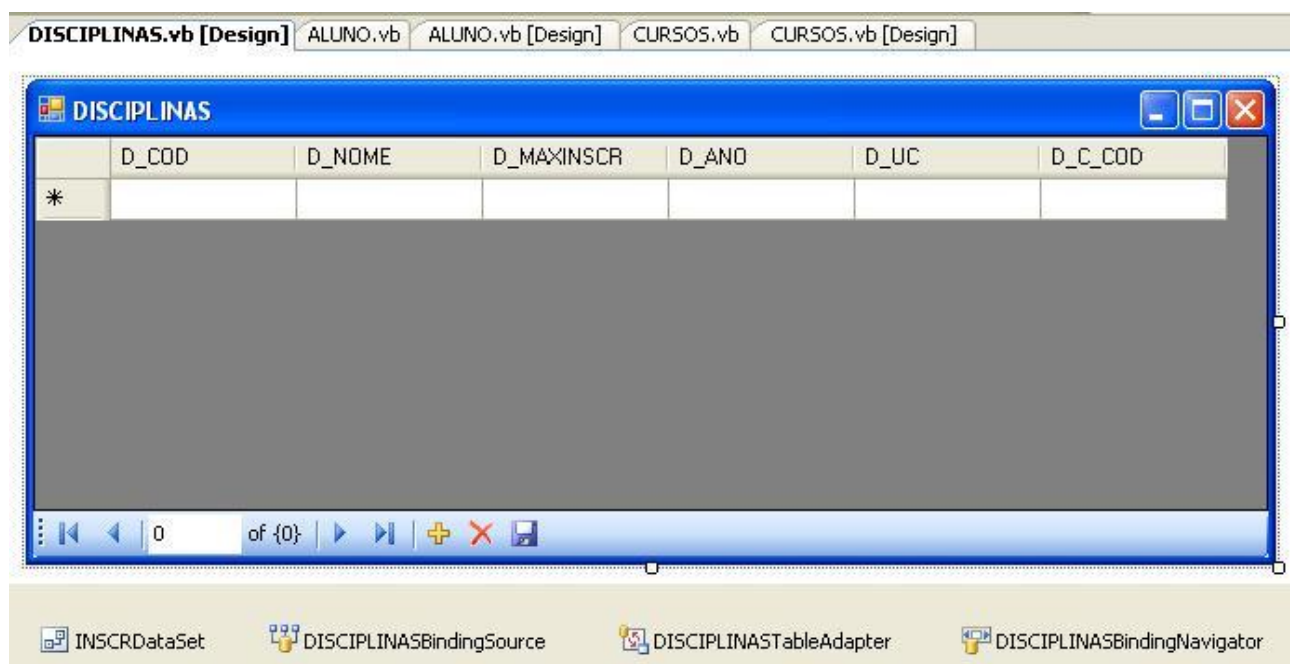 DISCIPLINAS.vb [Design] ALUNO.vb ALUNO.vb [Design] CURSOS.vb CURSOS.vb [Design]
DISCIPLINAS
D_COD D_NOME D_MAXINSCR D_ANO D_UC D_C_COD
0 of {0}
INSCRDataSet DISCIPLINASBindingSource DISCIPLINASTableAdapter DISCIPLINASBindingNavigator